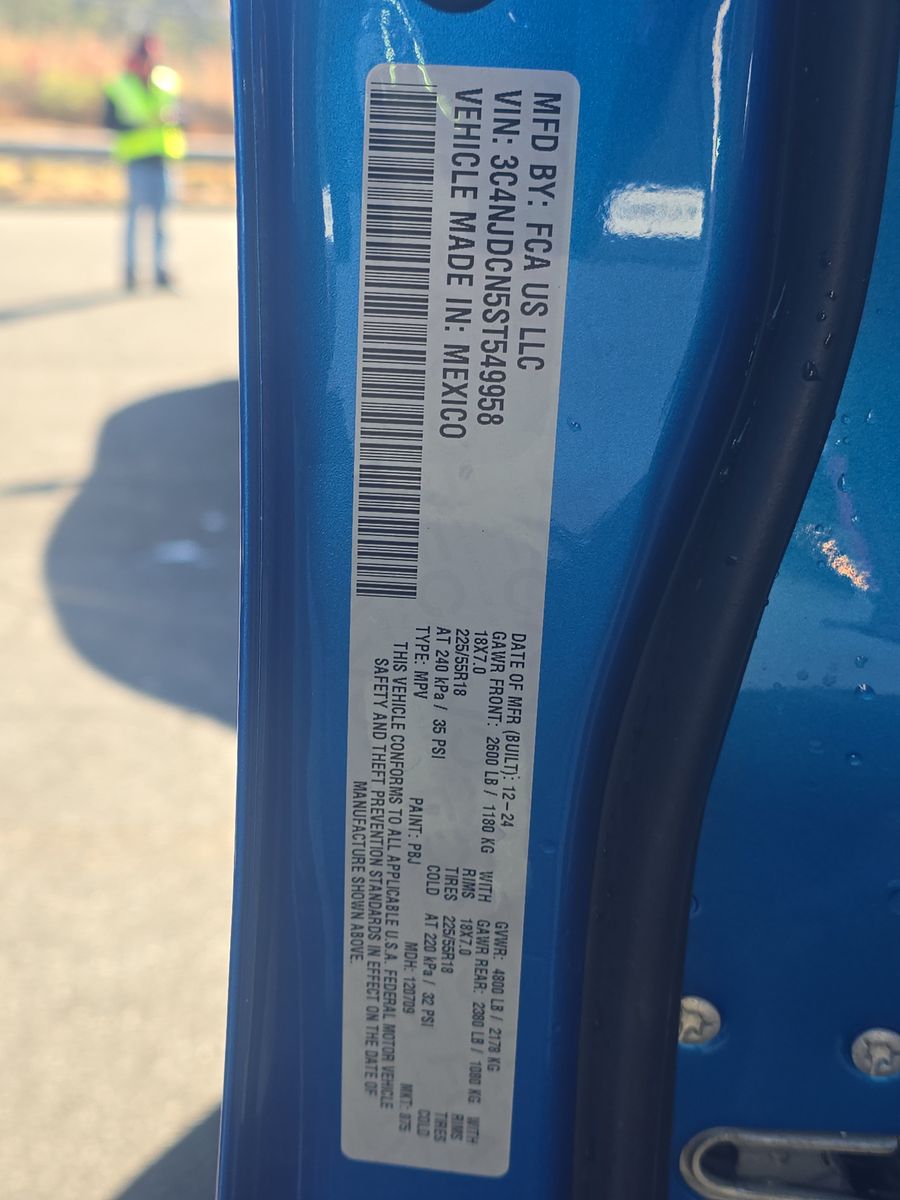 MFD BY: FCA US LLC
VIN: 3C4NJDCN5ST549958
VEHICLE MADE IN: MEXICO
DATE OF MFR (BUILT): 12-24 GVWR: 4800 LB / 2178 KG
GAWR FRONT: 2600 LB / 1180 KG WITH GAWR REAR: 2380 LB / 1080 KG WITH
18X7.0 RIMS 18X7.0 RIMS
225/55R18 TIRES 225/55R18 TIRES
AT 240 kPa / 35 PSI COLD AT 220 kPa / 32 PSI COLD
TYPE: MPV PAINT: PBJ MDH: 120709 MKT:
THIS VEHICLE CONFORMS TO ALL APPLICABLE U.S.A. FEDERAL MOTOR VEHICLE
SAFETY AND THEFT PREVENTION STANDARDS IN EFFECT ON THE DATE OF
MANUFACTURE SHOWN ABOVE.